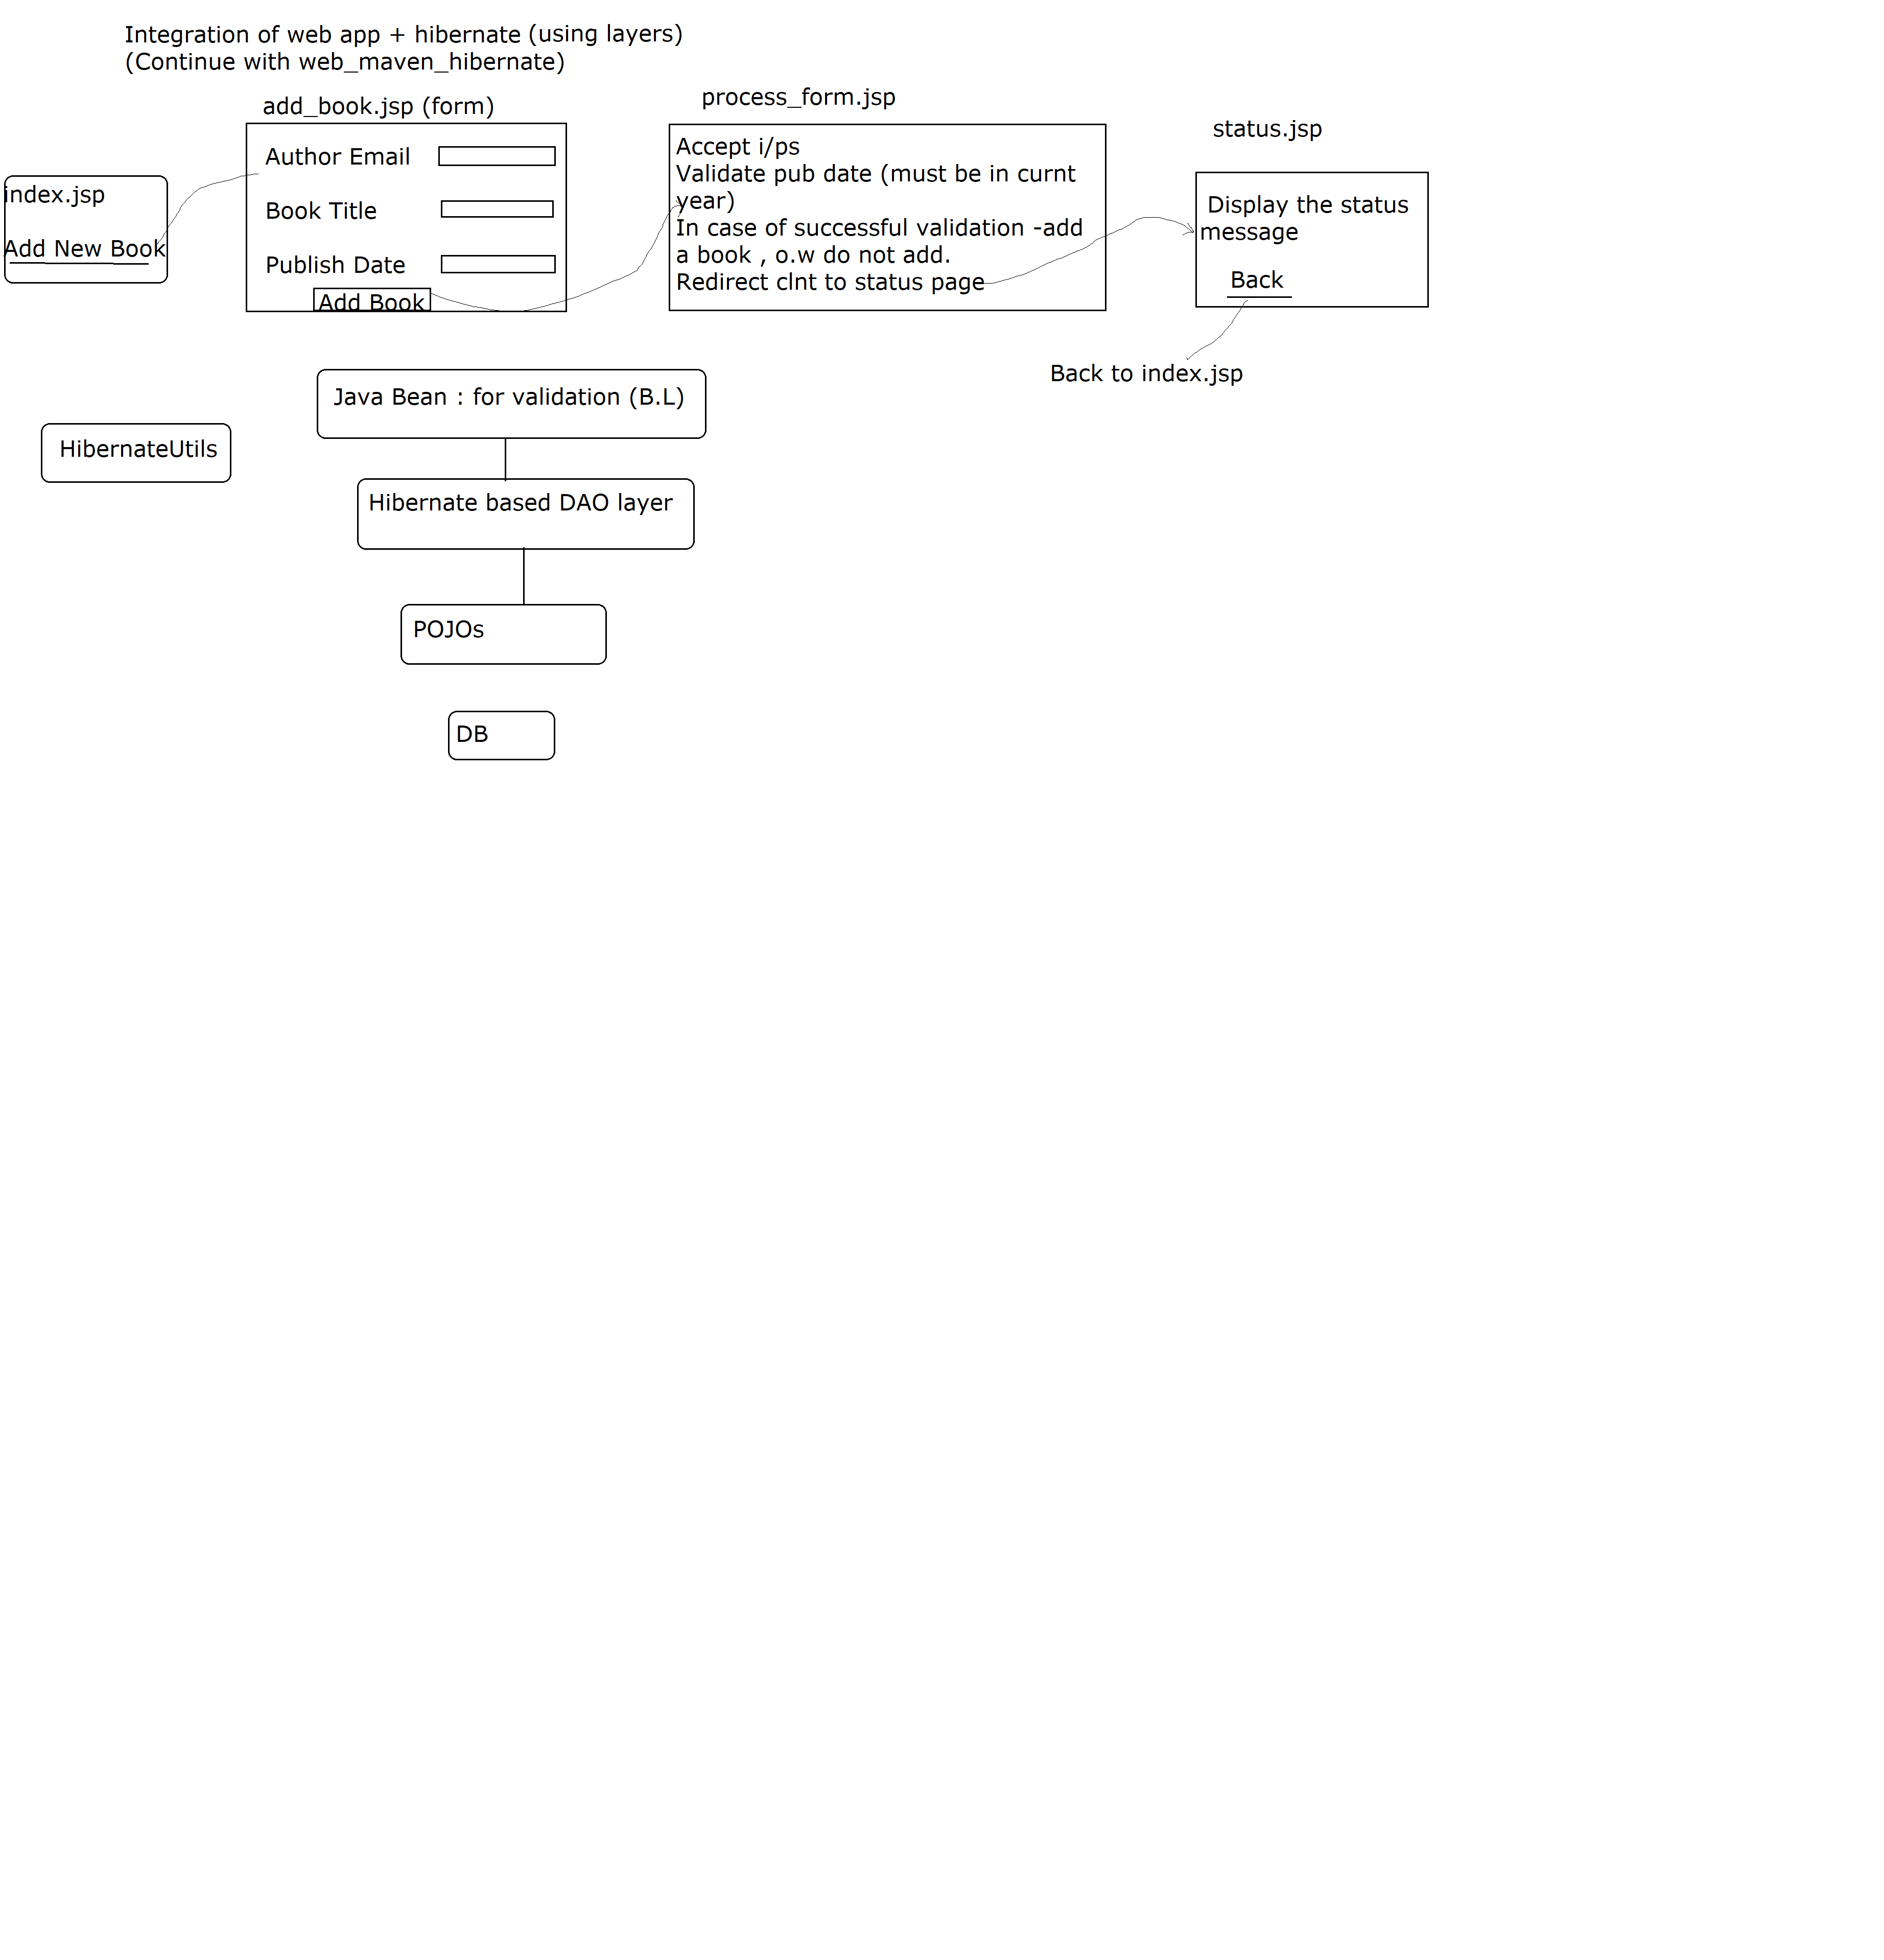 Integration of web app + hibernate (using layers)
(Continue with web_maven_hibernate)
index.jsp
Add New Book
add_book.jsp (form)
Author Email
Book Title
Publish Date
Add Book
process_form.jsp
Accept i/ps
Validate pub date (must be in curnt
year)
In case of successful validation -add
a book , o.w do not add.
Redirect clnt to status page
status.jsp
Display the status
message
Back
Back to index.jsp
Java Bean : for validation (B.L)
HibernateUtils
Hibernate based DAO layer
POJOs
DB